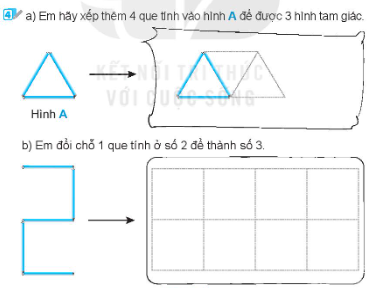 4 a) Em hãy xếp thêm 4 que tính vào hình A để được 3 hình tam giác.
KẾT NỐI TRI THỨC
VỚI CUỘC SỐNG
Hình A
b) Em đổi chỗ 1 que tính ở số 2 để thành số 3.